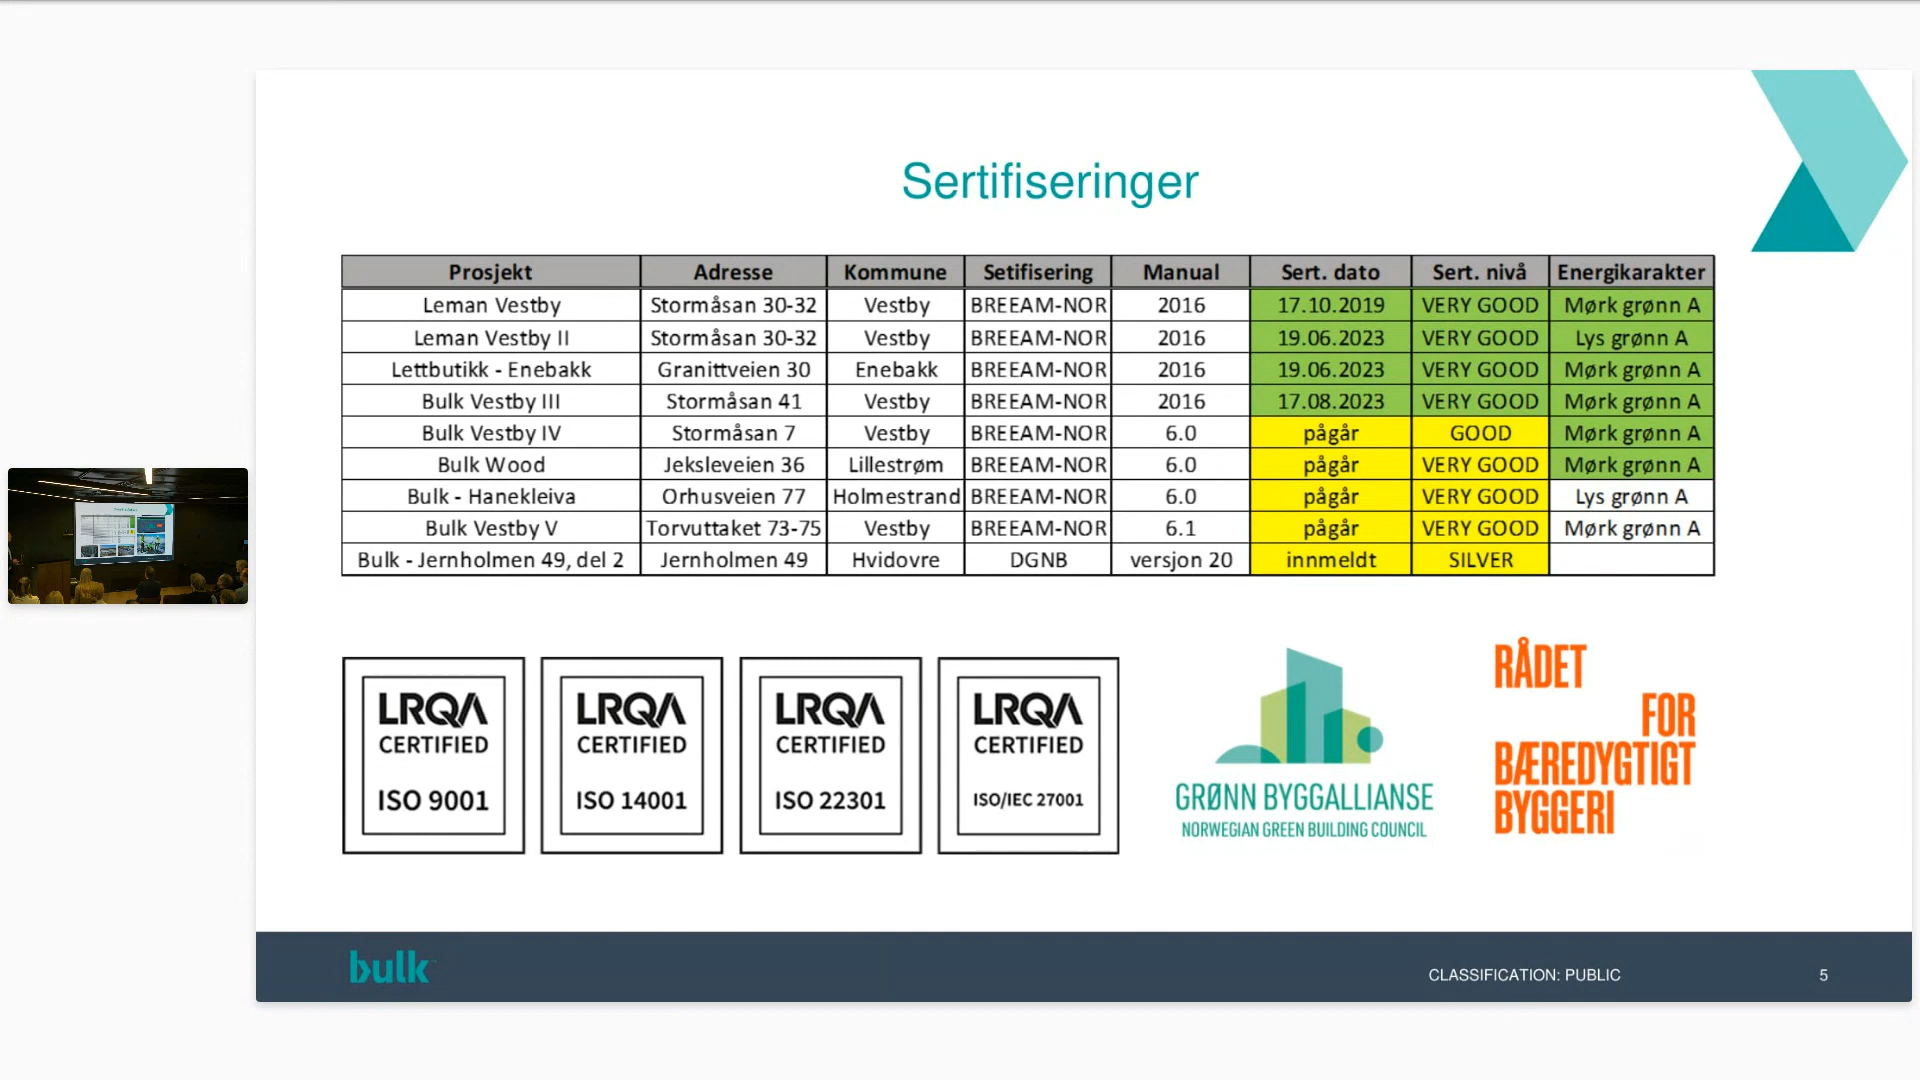 Sertifiseringer
Prosjekt Adresse Kommune Setifisering Manual Sert. dato Sert. nivå Energikarakter
Leman Vestby Stormåsan 30-32 Vestby BREEAM-NOR 2016 17.10.2019 VERY GOOD Mørk grønn A
Leman Vestby II Stormåsan 30-32 Vestby BREEAM-NOR 2016 19.06.2023 VERY GOOD Lys grønn A
Lettbutikk - Enebakk Granittveien 30 Enebakk BREEAM-NOR 2016 19.06.2023 VERY GOOD Mørk grønn A
Bulk Vestby III Stormåsan 41 Vestby BREEAM-NOR 2016 17.08.2023 VERY GOOD Mørk grønn A
Bulk Vestby IV Stormåsan 7 Vestby BREEAM-NOR 6.0 pågår GOOD Mørk grønn A
Bulk Wood Jeksleveien 36 Lillestrøm BREEAM-NOR 6.0 pågår VERY GOOD Mørk grønn A
Bulk - Hanekleiva Orhusveien 77 Holmestrand BREEAM-NOR 6.0 pågår VERY GOOD Lys grønn A
Bulk Vestby V Torvuttaket 73-75 Vestby BREEAM-NOR 6.1 pågår VERY GOOD Mørk grønn A
Bulk - Jernholmen 49, del 2 Jernholmen 49 Hvidovre DGNB versjon 20 innmeldt SILVER
LRQA
CERTIFIED
ISO 9001
LRQA
CERTIFIED
ISO 14001
LRQA
CERTIFIED
ISO 22301
LRQA
CERTIFIED
ISO/IEC 27001
GRØNN BYGGALLIANSE
NORWEGIAN GREEN BUILDING COUNCIL
RÅDET
FOR
BÆREDYGTIGT
BYGGERI
bulk
CLASSIFICATION: PUBLIC
5